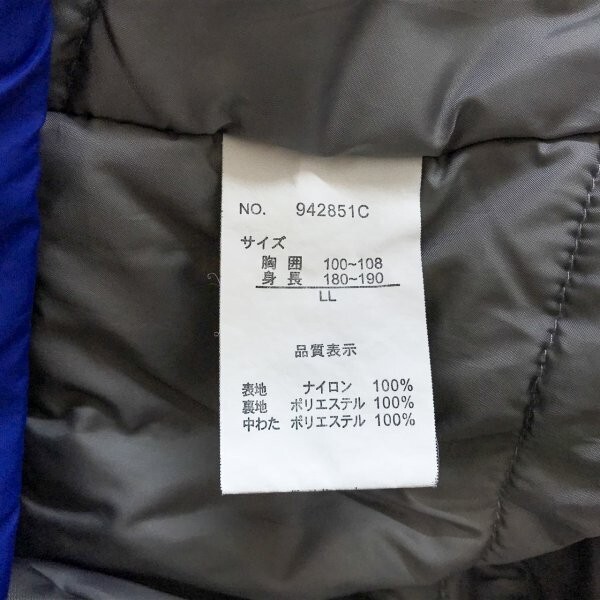 NO. 942851C
サイズ
胸囲 100~108
身長 180~190
LL
品質表示
表地 ナイロン 100%
裏地 ポリエステル 100%
中わた ポリエステル 100%